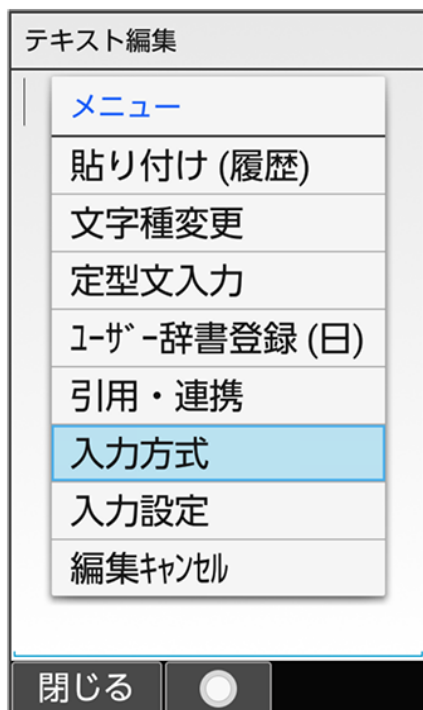 テキスト編集
メニュー
貼り付け (履歴)
文字種変更
定型文入力
ﾕｰｻﾞｰ辞書登録 (日)
引用・連携
入力方式
入力設定
編集ｷｬﾝｾﾙ
閉じる